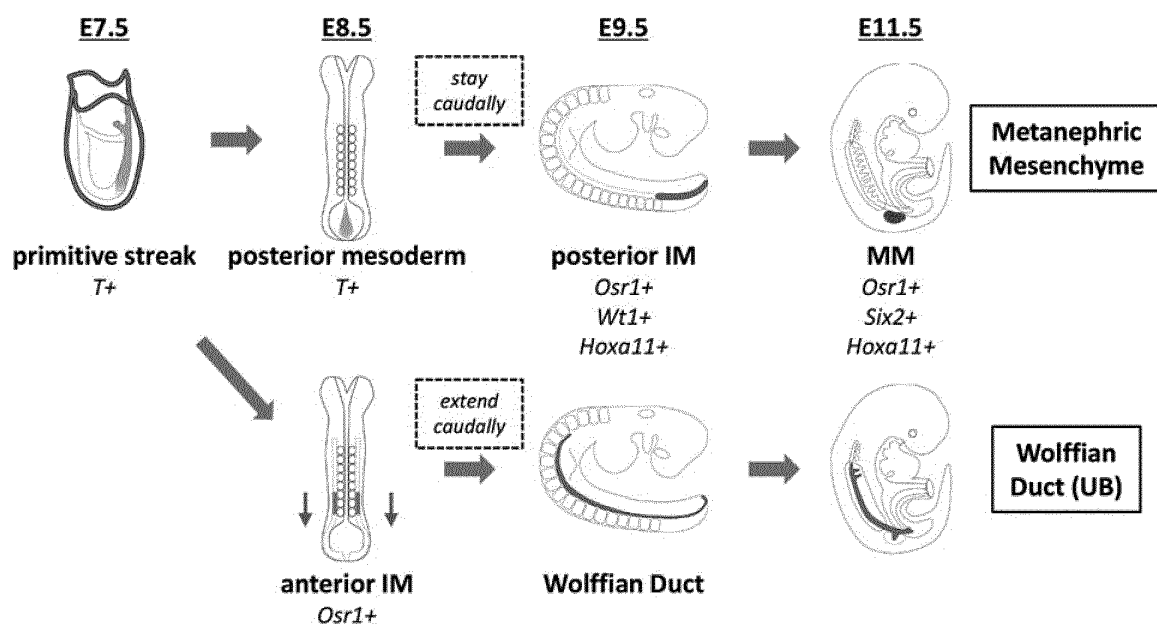 E7.5 E8.5 E9.5 E11.5
stay
caudally
Metanephric
Mesenchyme
primitive streak posterior mesoderm posterior IM MM
T+ T+ Osr1+ Osr1+
Wt1+ Six2+
Hoxa11+ Hoxa11+
extend
caudally
Wolffian
Duct (UB)
anterior IM Wolffian Duct
Osr1+